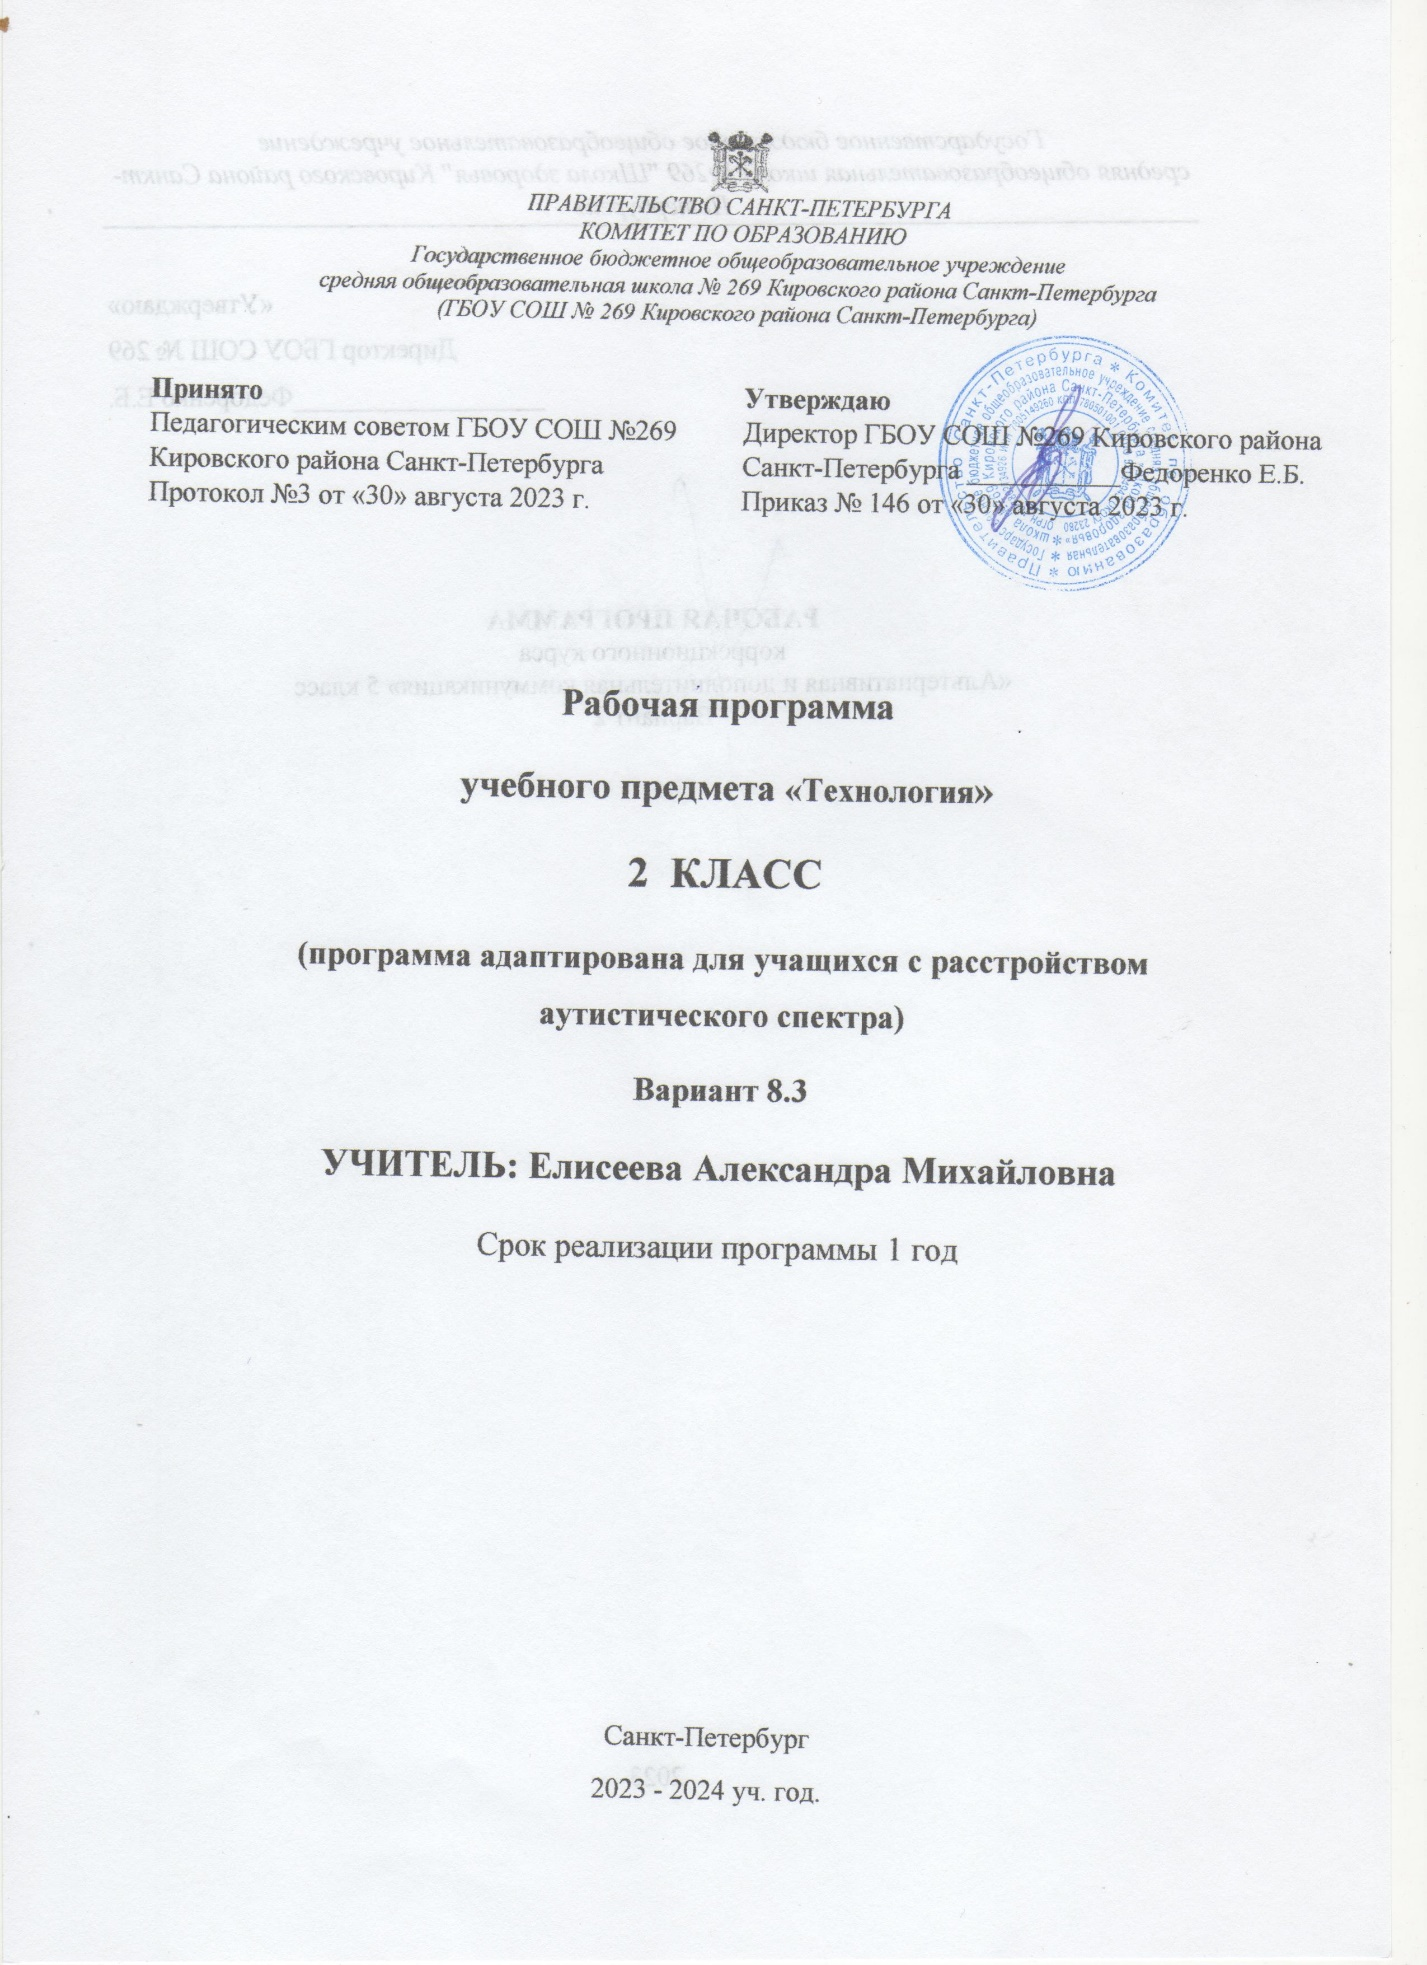 ПРАВИТЕЛЬСТВО САНКТ-ПЕТЕРБУРГА
КОМИТЕТ ПО ОБРАЗОВАНИЮ
Государственное бюджетное общеобразовательное учреждение
средняя общеобразовательная школа № 269 Кировского района Санкт-Петербурга
(ГБОУ СОШ № 269 Кировского района Санкт-Петербурга)
Принято
Педагогическим советом ГБОУ СОШ №269
Кировского района Санкт-Петербурга
Протокол №3 от «30» августа 2023 г.
Утверждаю
Директор ГБОУ СОШ №269 Кировского района
Санкт-Петербурга ____________Федоренко Е.Б.
Приказ № 146 от «30» августа 2023 г.
Рабочая программа
учебного предмета «Технология»
2 КЛАСС
(программа адаптирована для учащихся с расстройством
аутистического спектра)
Вариант 8.3
УЧИТЕЛЬ: Елисеева Александра Михайловна
Срок реализации программы 1 год
Санкт-Петербург
2023 - 2024 уч. год.